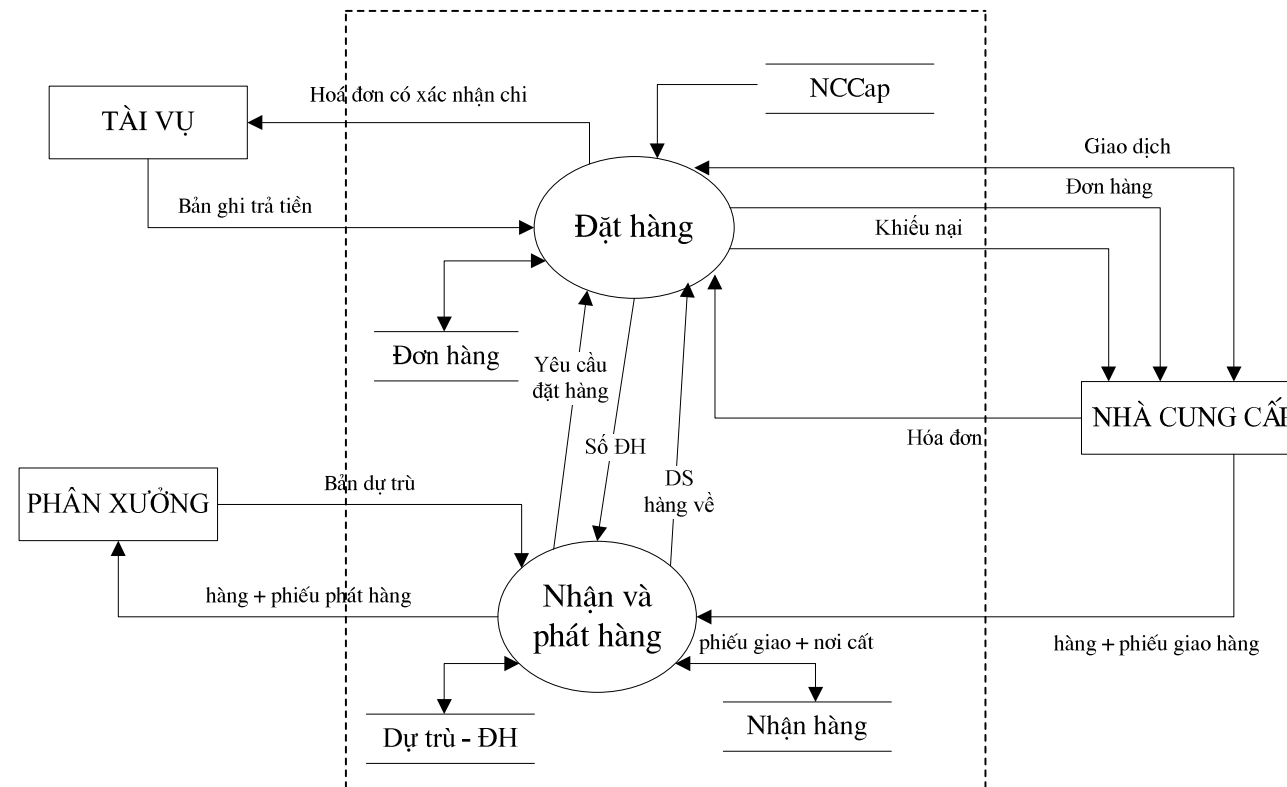 NCCap
Hoá đơn có xác nhận chi
TÀI VỤ
Giao dịch
Đơn hàng
Bản ghi trả tiền
Đặt hàng
Khiếu nại
Đơn hàng
Yêu cầu
đặt hàng
NHÀ CUNG CẤP
Hóa đơn
Số ĐH
DS
hàng về
Bản dự trù
PHÂN XƯỞNG
hàng + phiếu phát hàng
Nhận và
phát hàng
phiếu giao + nơi cất
hàng + phiếu giao hàng
Nhận hàng
Dự trù - ĐH